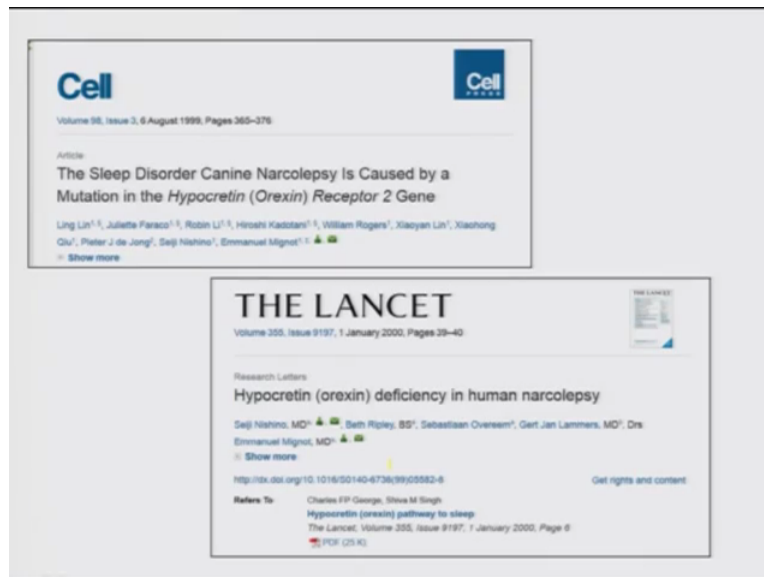 Cell
Cell
PRESS
Volume 98, Issue 3, 6 August 1999, Pages 365–376
Article
The Sleep Disorder Canine Narcolepsy Is Caused by a
Mutation in the Hypocretin (Orexin) Receptor 2 Gene
Ling Lin, Juliette Faraco, Robin Li, Hiroshi Kadotani, William Rogers, Xiaoyan Lin, Xiaohong
Qiu, Pieter J de Jong, Seiji Nishino, Emmanuel Mignot
Show more
THE LANCET
THE LANCET
Volume 355, Issue 9197, 1 January 2000, Pages 39–40
Research Letters
Hypocretin (orexin) deficiency in human narcolepsy
Seiji Nishino, MD, Beth Ripley, BS, Sebastiaan Overeem, Gert Jan Lammers, MD, Drs
Emmanuel Mignot, MD
Show more
http://dx.doi.org/10.1016/S0140-6736(99)05582-8
Get rights and content
Refers To
Charles FP George, Shiva M Singh
Hypocretin (orexin) pathway to sleep
The Lancet, Volume 355, Issue 9197, 1 January 2000, Page 6
PDF (25 K)